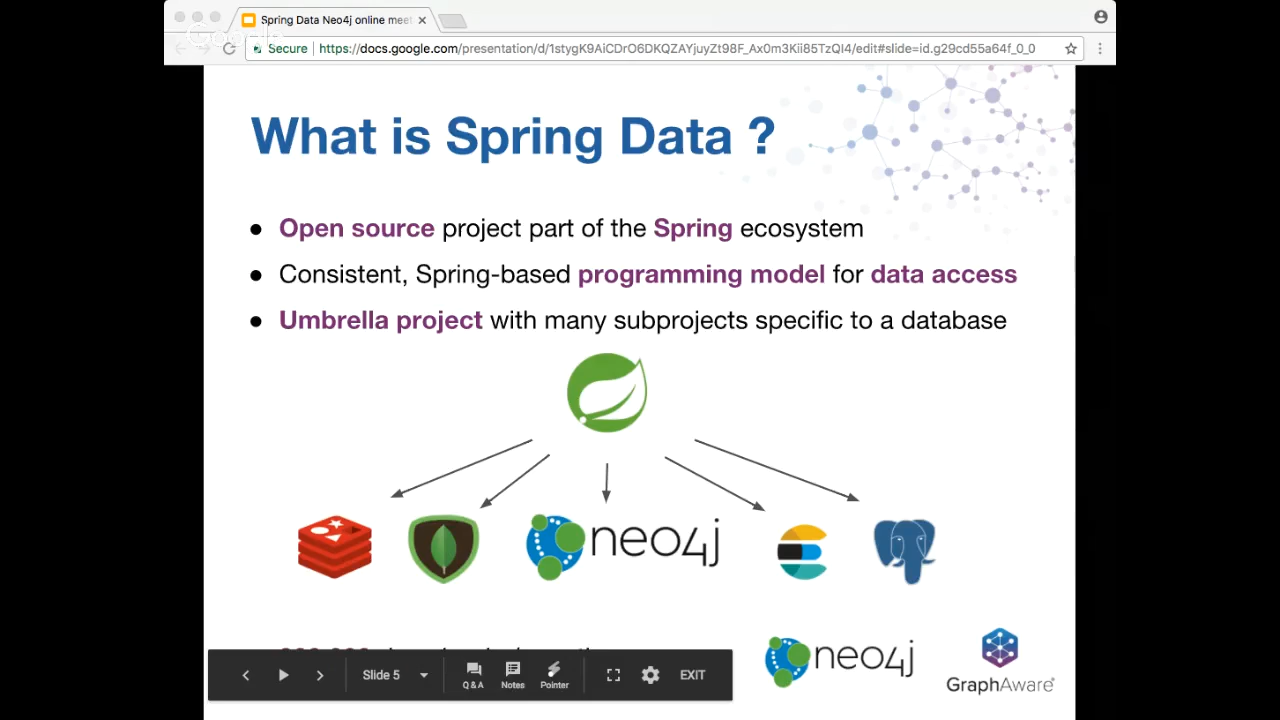 Spring Data Neo4j online meet
Google
Secure https://docs.google.com/presentation/d/1stygK9AiCDrO6DKQZAYjuyZt98F_Ax0m3Kii85TzQI4/edit#slide=id.g29cd55a64f_0_0
What is Spring Data ?
● Open source project part of the Spring ecosystem
● Consistent, Spring-based programming model for data access
● Umbrella project with many subprojects specific to a database
neo4j
Slide 5
Q & A Notes Pointer
EXIT
neo4j
GraphAware